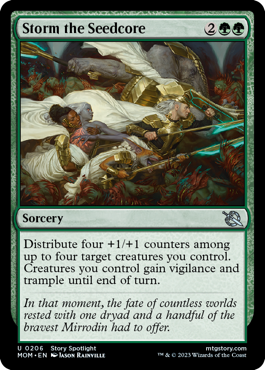 Storm the Seedcore 2
Sorcery
Distribute four +1/+1 counters among
up to four target creatures you control.
Creatures you control gain vigilance and
trample until end of turn.
In that moment, the fate of countless worlds
rested with one dryad and a handful of the
bravest Mirrodin had to offer.
U 0206 Story Spotlight mtgstory.com
MOM • EN JASON RAINVILLE ™ & © 2023 Wizards of the Coast